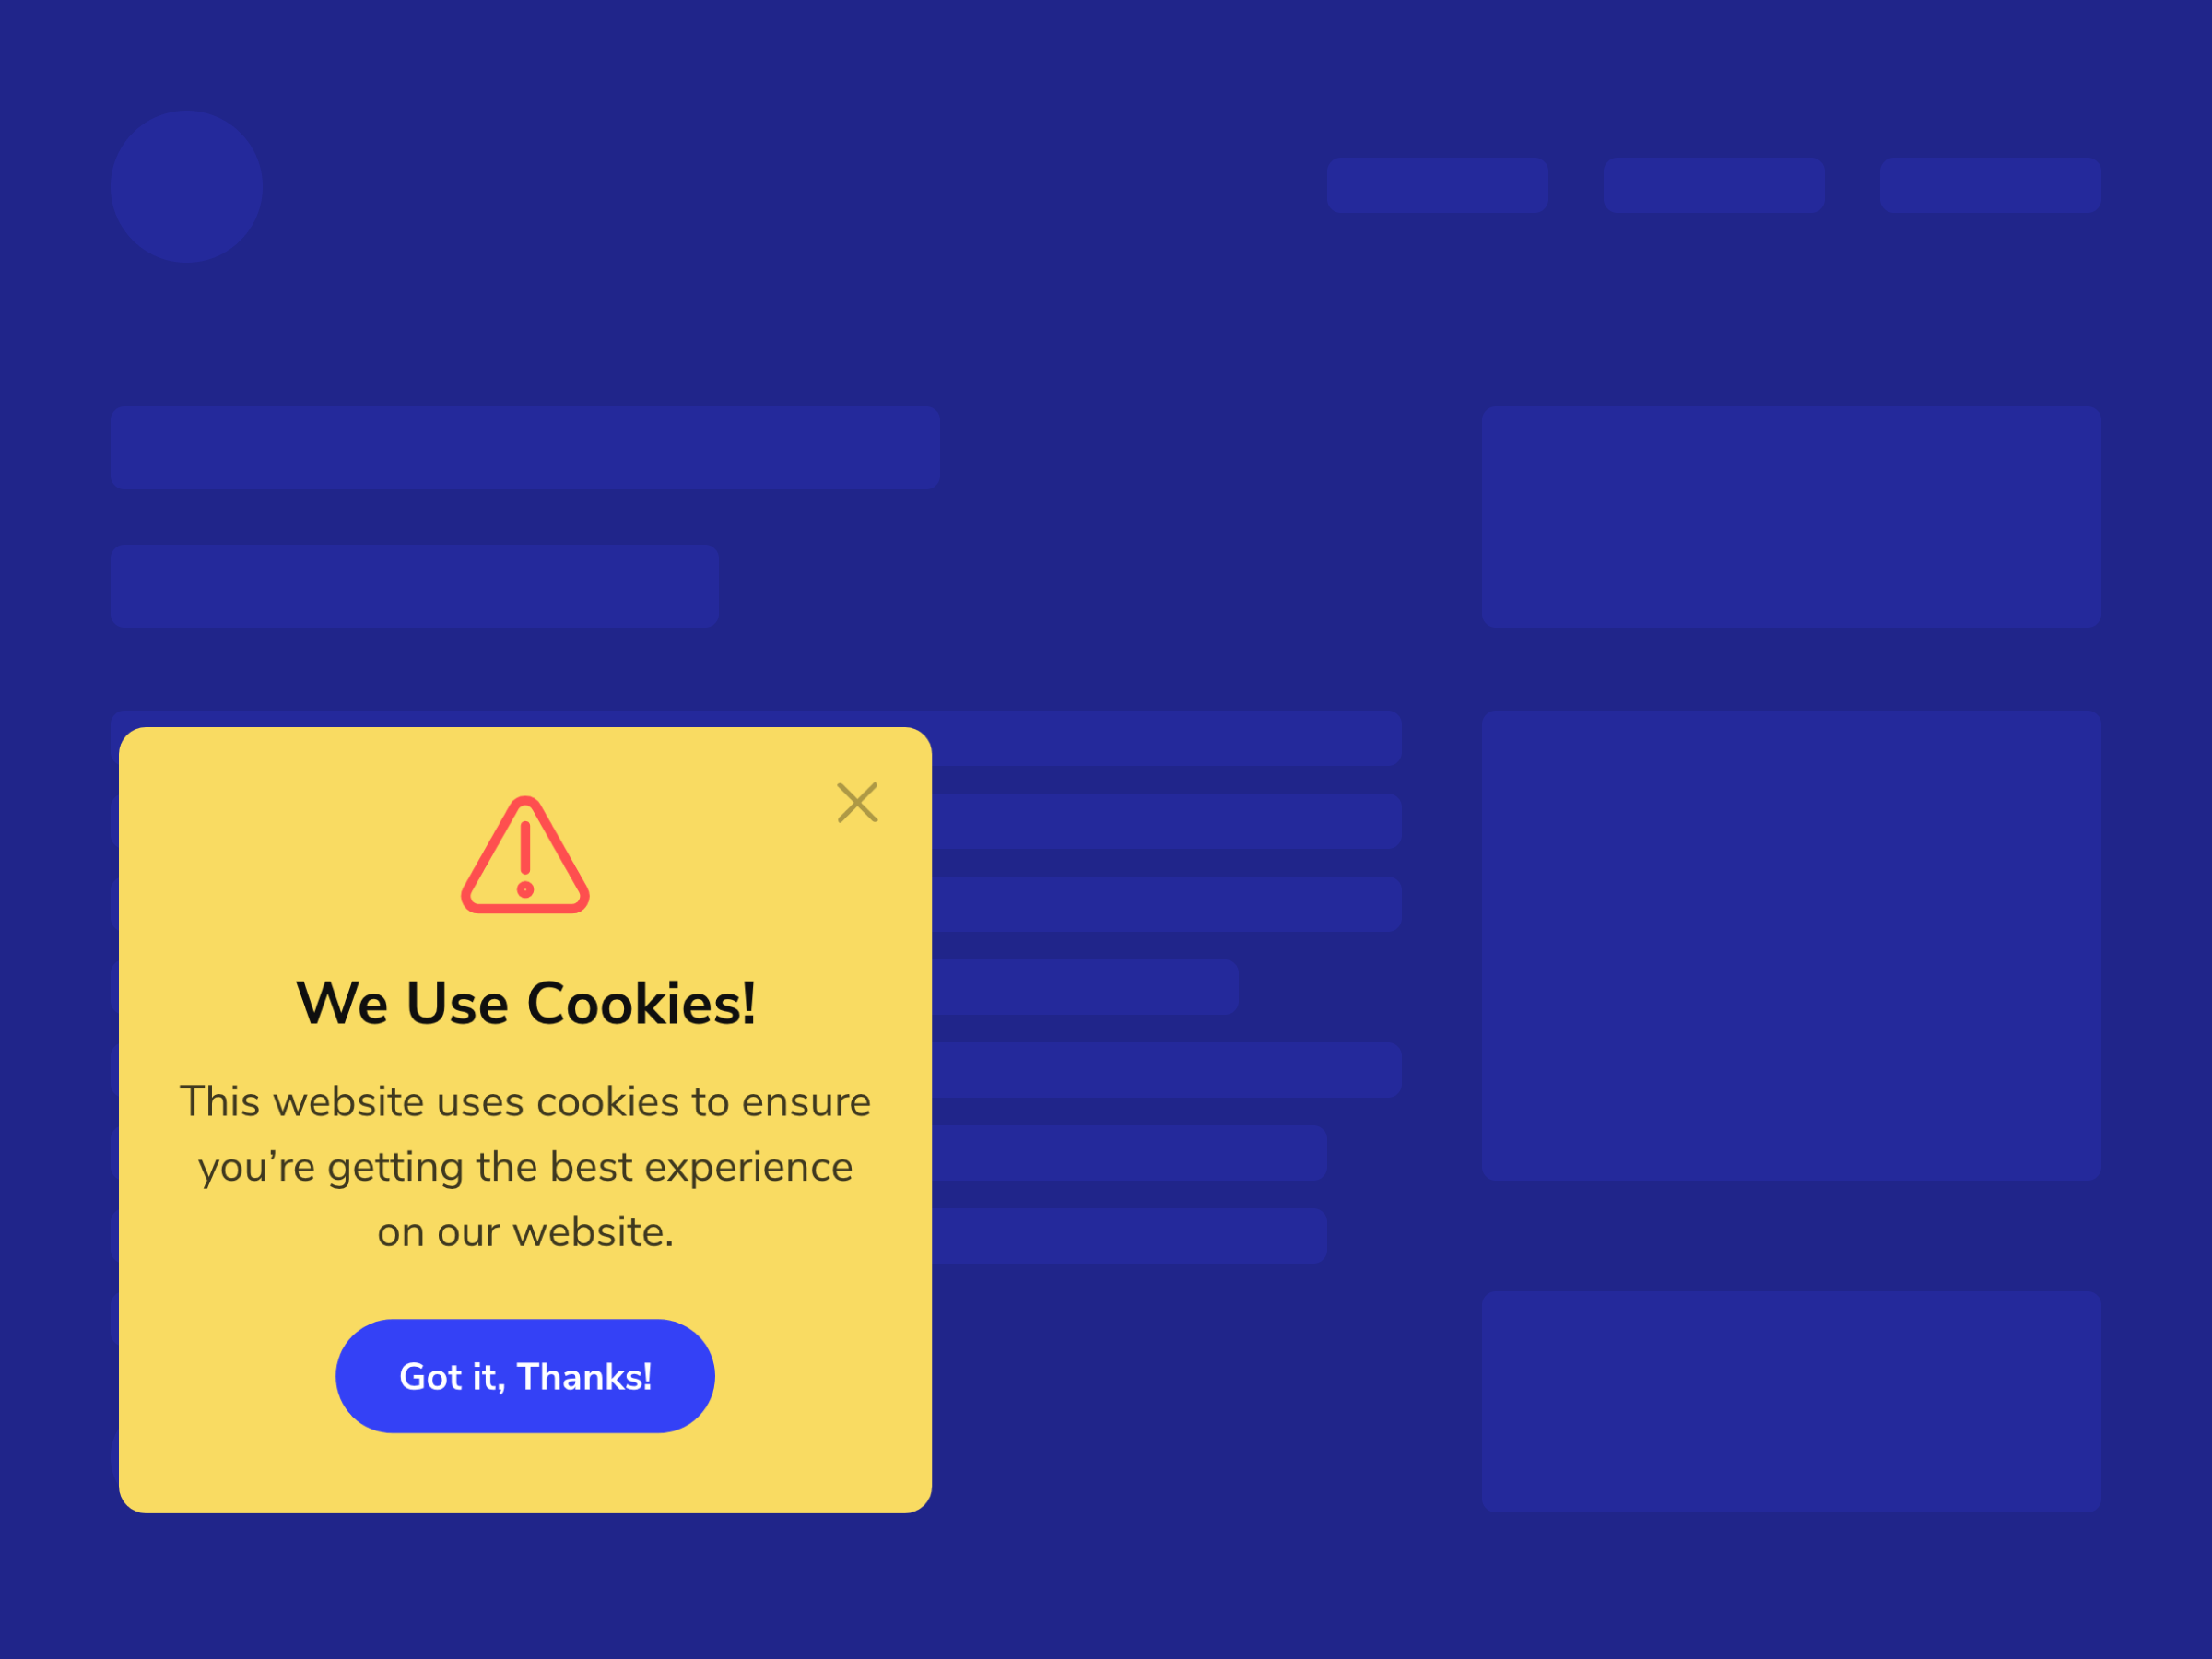 We Use Cookies!
This website uses cookies to ensure
you’re getting the best experience
on our website.
Got it, Thanks!